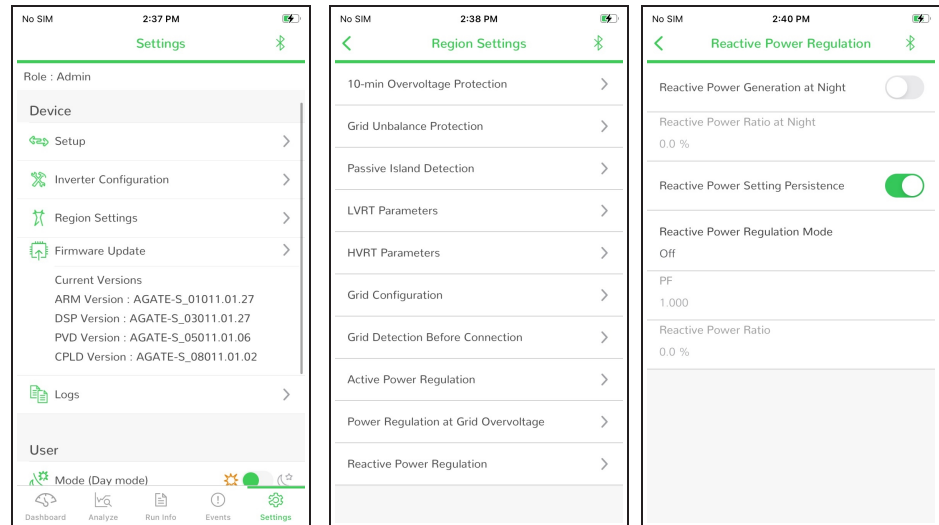 No SIM 2:37 PM
Settings
Role : Admin
Device
Setup
Inverter Configuration
Region Settings
Firmware Update
Current Versions
ARM Version : AGATE-S_01011.01.27
DSP Version : AGATE-S_03011.01.27
PVD Version : AGATE-S_05011.01.06
CPLD Version : AGATE-S_08011.01.02
Logs
User
Mode (Day mode)
Dashboard Analyze Run Info Events Settings
No SIM 2:38 PM
Region Settings
10-min Overvoltage Protection
Grid Unbalance Protection
Passive Island Detection
LVRT Parameters
HVRT Parameters
Grid Configuration
Grid Detection Before Connection
Active Power Regulation
Power Regulation at Grid Overvoltage
Reactive Power Regulation
No SIM 2:40 PM
Reactive Power Regulation
Reactive Power Generation at Night
Reactive Power Ratio at Night
0.0 %
Reactive Power Setting Persistence
Reactive Power Regulation Mode
Off
PF
1.000
Reactive Power Ratio
0.0 %